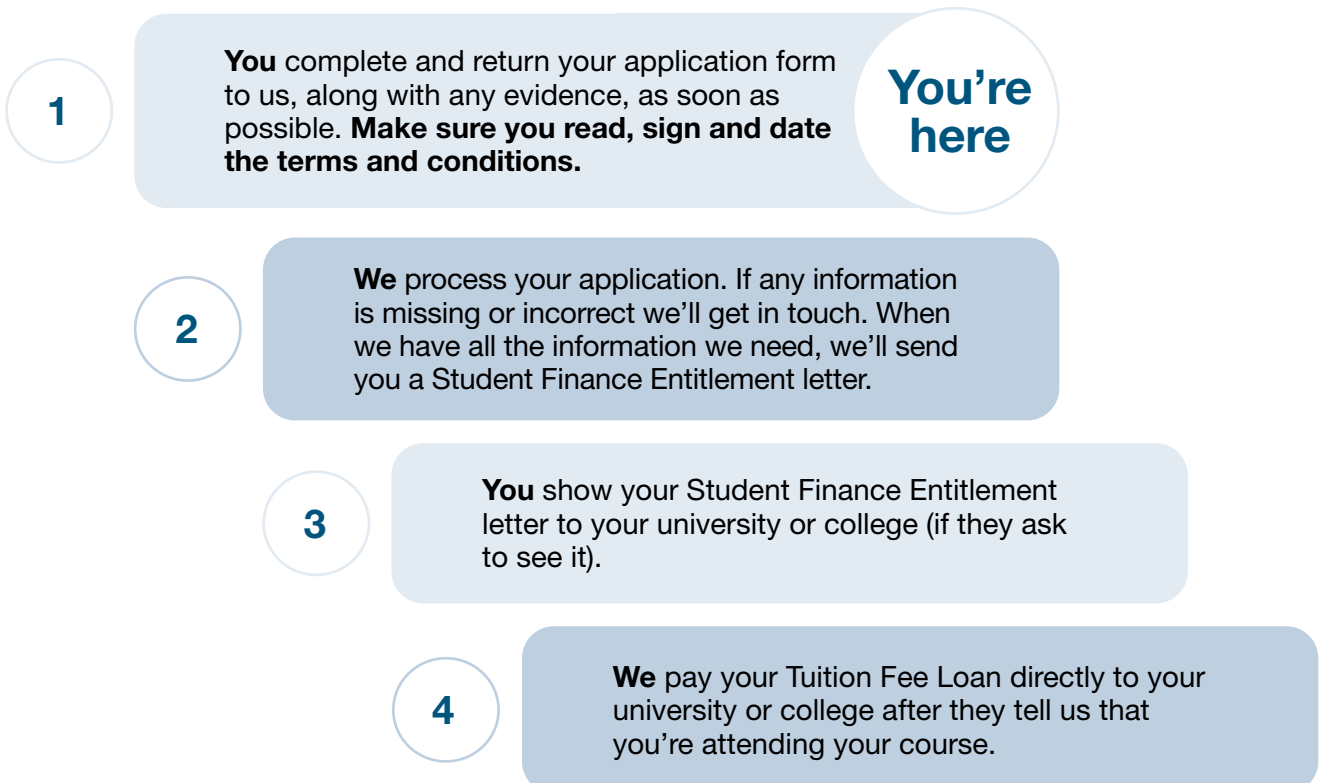 1
You complete and return your application form
to us, along with any evidence, as soon as
possible. Make sure you read, sign and date
the terms and conditions.
You’re
here
2
We process your application. If any information
is missing or incorrect we’ll get in touch. When
we have all the information we need, we’ll send
you a Student Finance Entitlement letter.
3
You show your Student Finance Entitlement
letter to your university or college (if they ask
to see it).
4
We pay your Tuition Fee Loan directly to your
university or college after they tell us that
you’re attending your course.